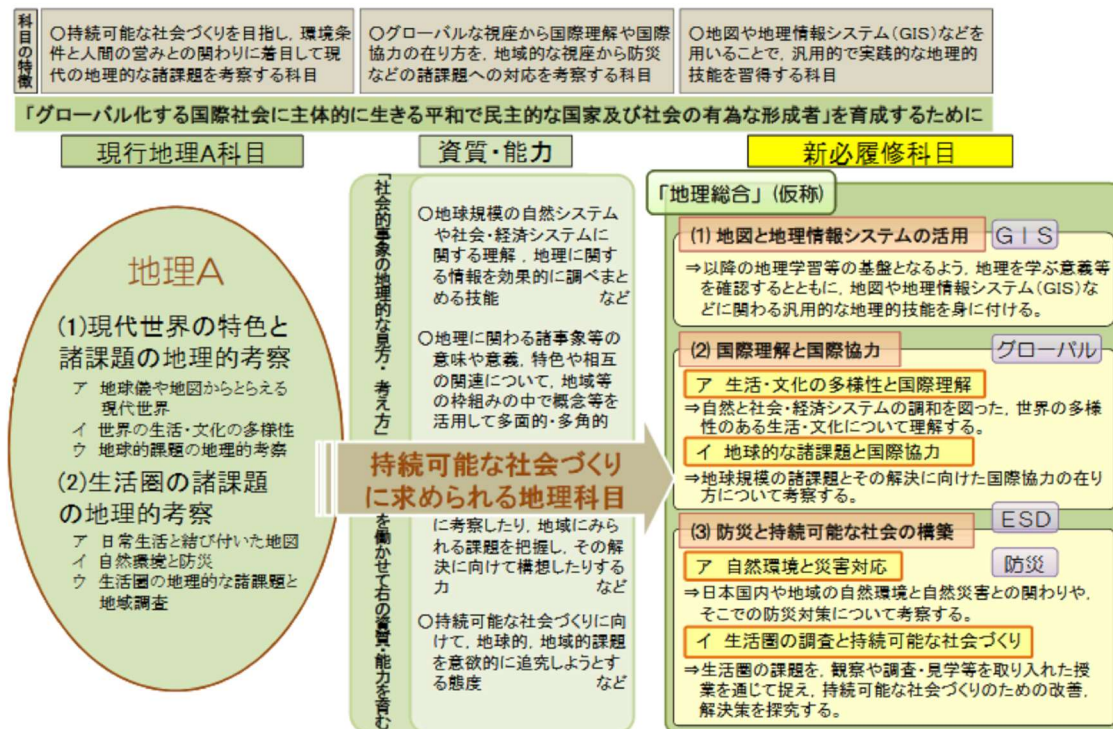 科目の特徴
○持続可能な社会づくりを目指し，環境条
件と人間の営みとの関わりに着目して現
代の地理的な諸課題を考察する科目
○グローバルな視座から国際理解や国際
協力の在り方を，地域的な視座から防災
などの諸課題への対応を考察する科目
○地図や地理情報システム(GIS)などを
用いることで，汎用的で実践的な地理的
技能を習得する科目
「グローバル化する国際社会に主体的に生きる平和で民主的な国家及び社会の有為な形成者」を育成するために
現行地理A科目
地理A
(1)現代世界の特色と
諸課題の地理的考察
ア 地球儀や地図からとらえる
現代世界
イ 世界の生活・文化の多様性
ウ 地球的課題の地理的考察
(2)生活圏の諸課題
の地理的考察
ア 日常生活と結び付いた地図
イ 自然環境と防災
ウ 生活圏の地理的な諸課題と
地域調査
資質・能力
「社会的事象の地理的な見方・考え方」
を働かせて右の資質・能力を育む
○地球規模の自然システム
や社会・経済システムに
関する理解，地理に関す
る情報を効果的に調べまと
める技能 など
○地理に関わる諸事象等の
意味や意義，特色や相互
の関連について，地域等
の枠組みの中で概念等を
活用して多面的・多角的
に考察したり，地域にみら
れる課題を把握し，その解
決に向けて構想したりする
力 など
○持続可能な社会づくりに向
けて，地球的，地域的課題
を意欲的に追究しようとす
る態度 など
持続可能な社会づくり
に求められる地理科目
新必履修科目
「地理総合」(仮称)
(1) 地図と地理情報システムの活用
GIS
⇒以降の地理学習等の基盤となるよう，地理を学ぶ意義等
を確認するとともに，地図や地理情報システム(GIS)な
どに関わる汎用的な地理的技能を身に付ける。
(2) 国際理解と国際協力
グローバル
ア 生活・文化の多様性と国際理解
⇒自然と社会・経済システムの調和を図った，世界の多様
性のある生活・文化について理解する。
イ 地球的な諸課題と国際協力
⇒地球規模の諸課題とその解決に向けた国際協力の在り
方について考察する。
(3) 防災と持続可能な社会の構築
ESD
ア 自然環境と災害対応
防災
⇒日本国内や地域の自然環境と自然災害との関わりや，
そこでの防災対策について考察する。
イ 生活圏の調査と持続可能な社会づくり
⇒生活圏の課題を，観察や調査・見学等を取り入れた授
業を通じて捉え，持続可能な社会づくりのための改善，
解決策を探究する。